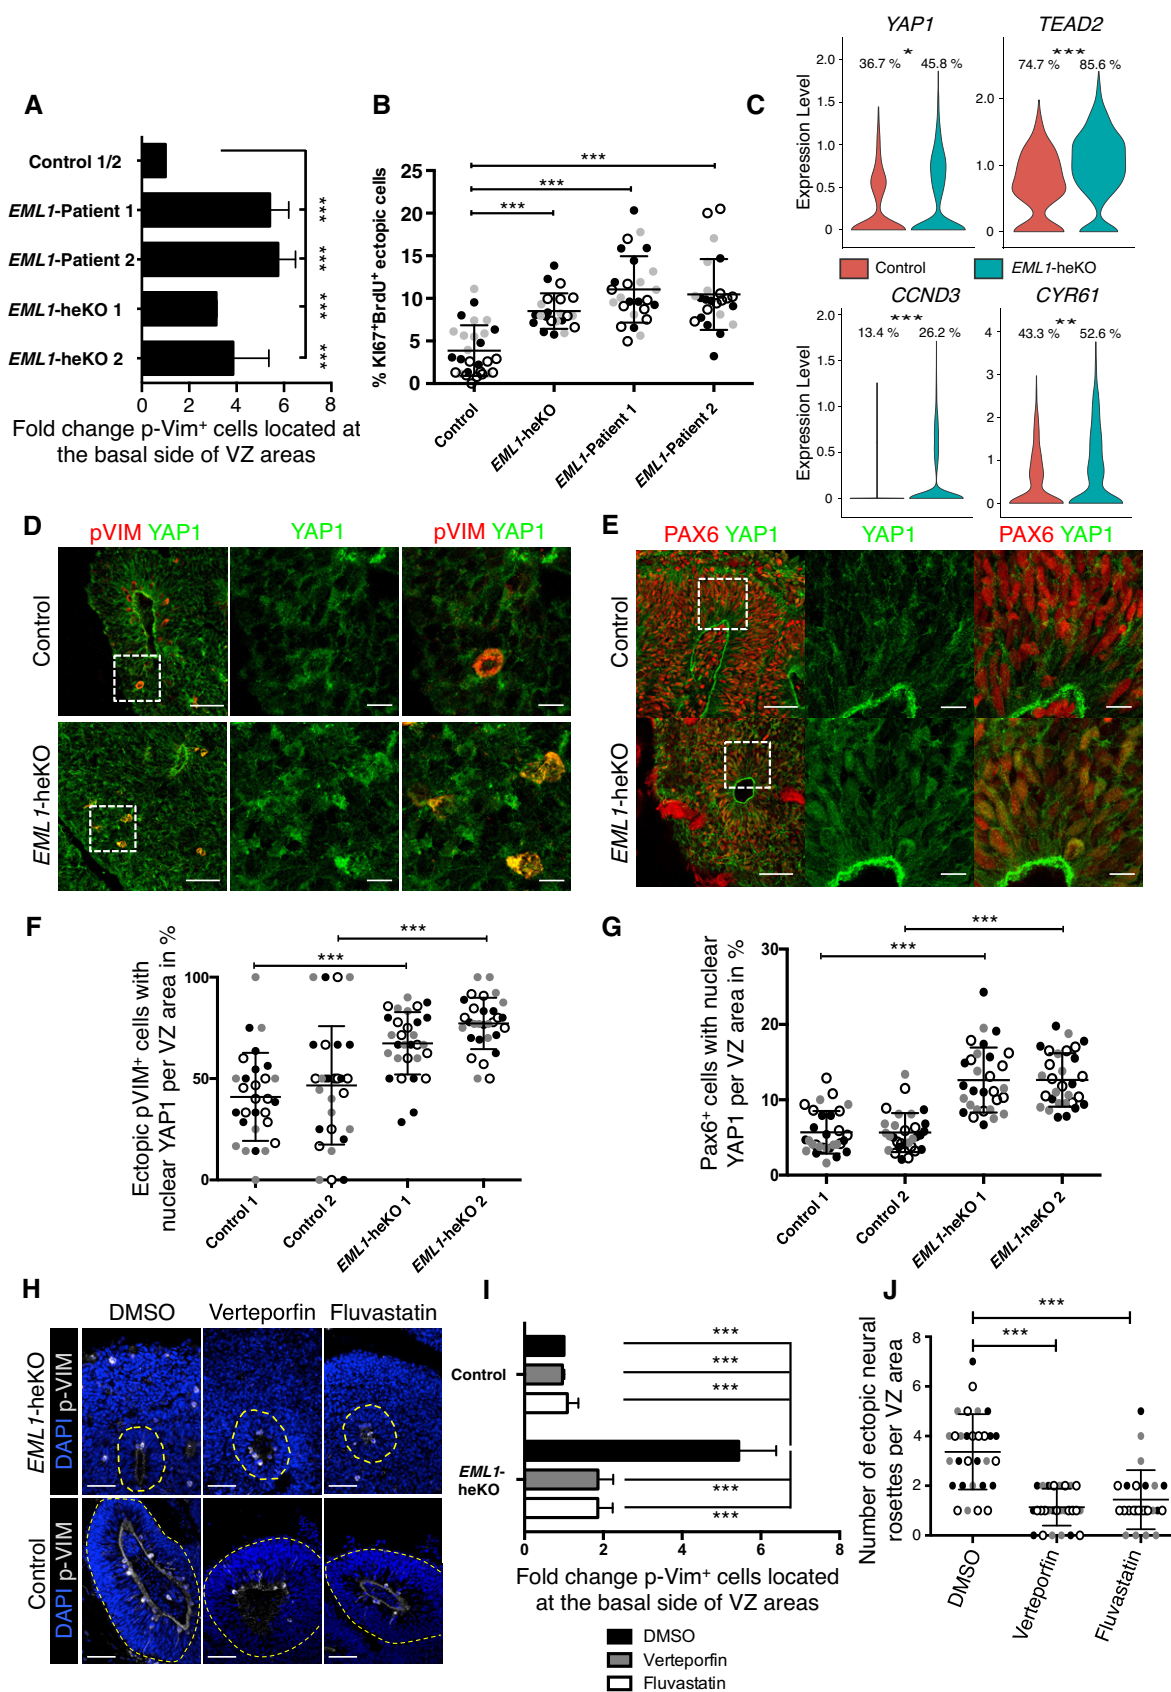 A
Control 1/2
EML1-Patient 1
EML1-Patient 2
EML1-heKO 1
EML1-heKO 2
***
***
***
***
0 2 4 6 8
Fold change p-Vim⁺ cells located at
the basal side of VZ areas
B
% KI67⁺BrdU⁺ ectopic cells
25
20
15
10
5
0
***
***
***
Control
EML1-heKO
EML1-Patient 1
EML1-Patient 2
C
YAP1
TEAD2
Expression Level
2.0
1.5
1.0
0.5
0
36.7 %
*
45.8 %
2.0
1.0
0
74.7 %
***
85.6 %
Control
EML1-heKO
CCND3
CYR61
Expression Level
2.0
1.5
1.0
0.5
0
13.4 %
***
26.2 %
4
3
2
1
0
43.3 %
**
52.6 %
D
pVIM YAP1
YAP1
pVIM YAP1
Control
EML1-heKO
E
PAX6 YAP1
YAP1
PAX6 YAP1
Control
EML1-heKO
F
Ectopic pVIM⁺ cells with
nuclear YAP1 per VZ area in %
100
50
0
***
***
Control 1
Control 2
EML1-heKO 1
EML1-heKO 2
G
Pax6⁺ cells with nuclear
YAP1 per VZ area in %
30
20
10
0
***
***
Control 1
Control 2
EML1-heKO 1
EML1-heKO 2
H
DMSO
Verteporfin
Fluvastatin
EML1-heKO
DAPI p-VIM
Control
DAPI p-VIM
I
Control
EML1-
heKO
***
***
***
***
***
***
0 2 4 6 8
Fold change p-Vim⁺ cells located
at the basal side of VZ areas
DMSO
Verteporfin
Fluvastatin
J
Number of ectopic neural
rosettes per VZ area
8
6
4
2
0
***
***
DMSO
Verteporfin
Fluvastatin